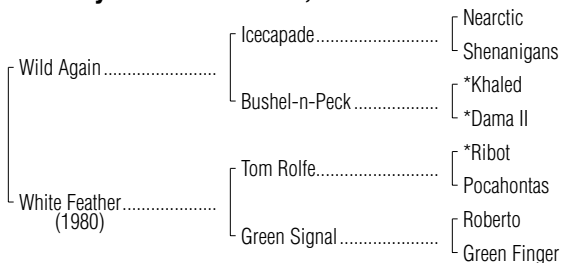 Nearctic
Icecapade
Shenanigans
Wild Again
*Khaled
Bushel-n-Peck
*Dama II
*Ribot
Tom Rolfe
Pocahontas
White Feather
(1980)
Roberto
Green Signal
Green Finger